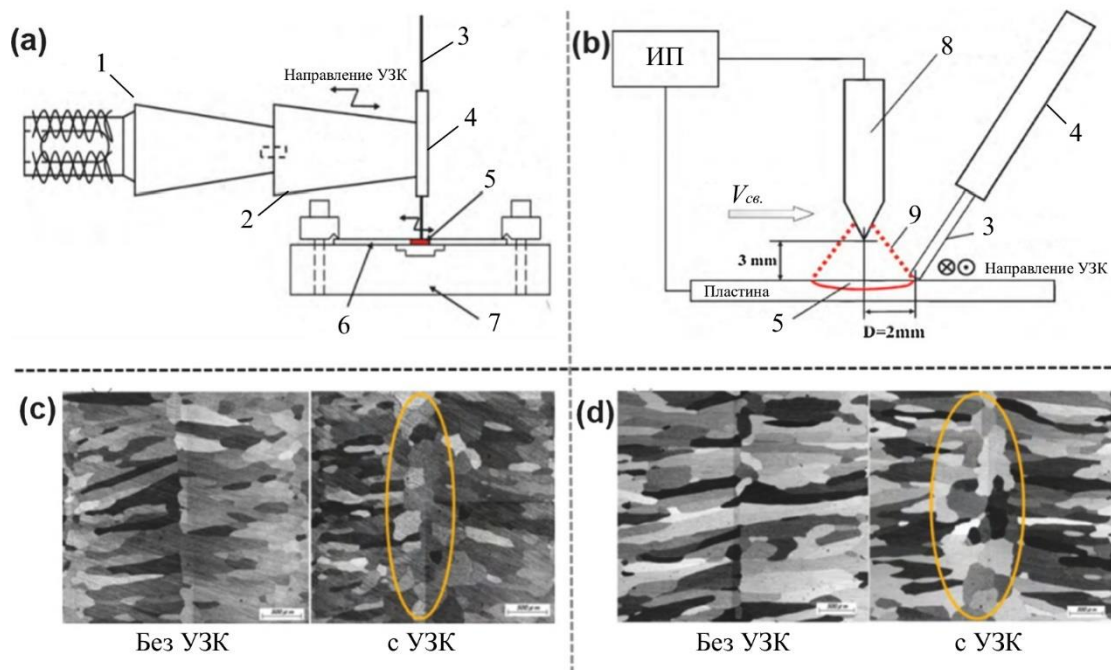 (a)
1
3
Направление УЗК
4
5
2
6
7
(b)
ИП
8
4
Vсв.
9
3
3 mm
Направление УЗК
Пластина
5
D=2mm
(c)
Без УЗК
с УЗК
(d)
Без УЗК
с УЗК